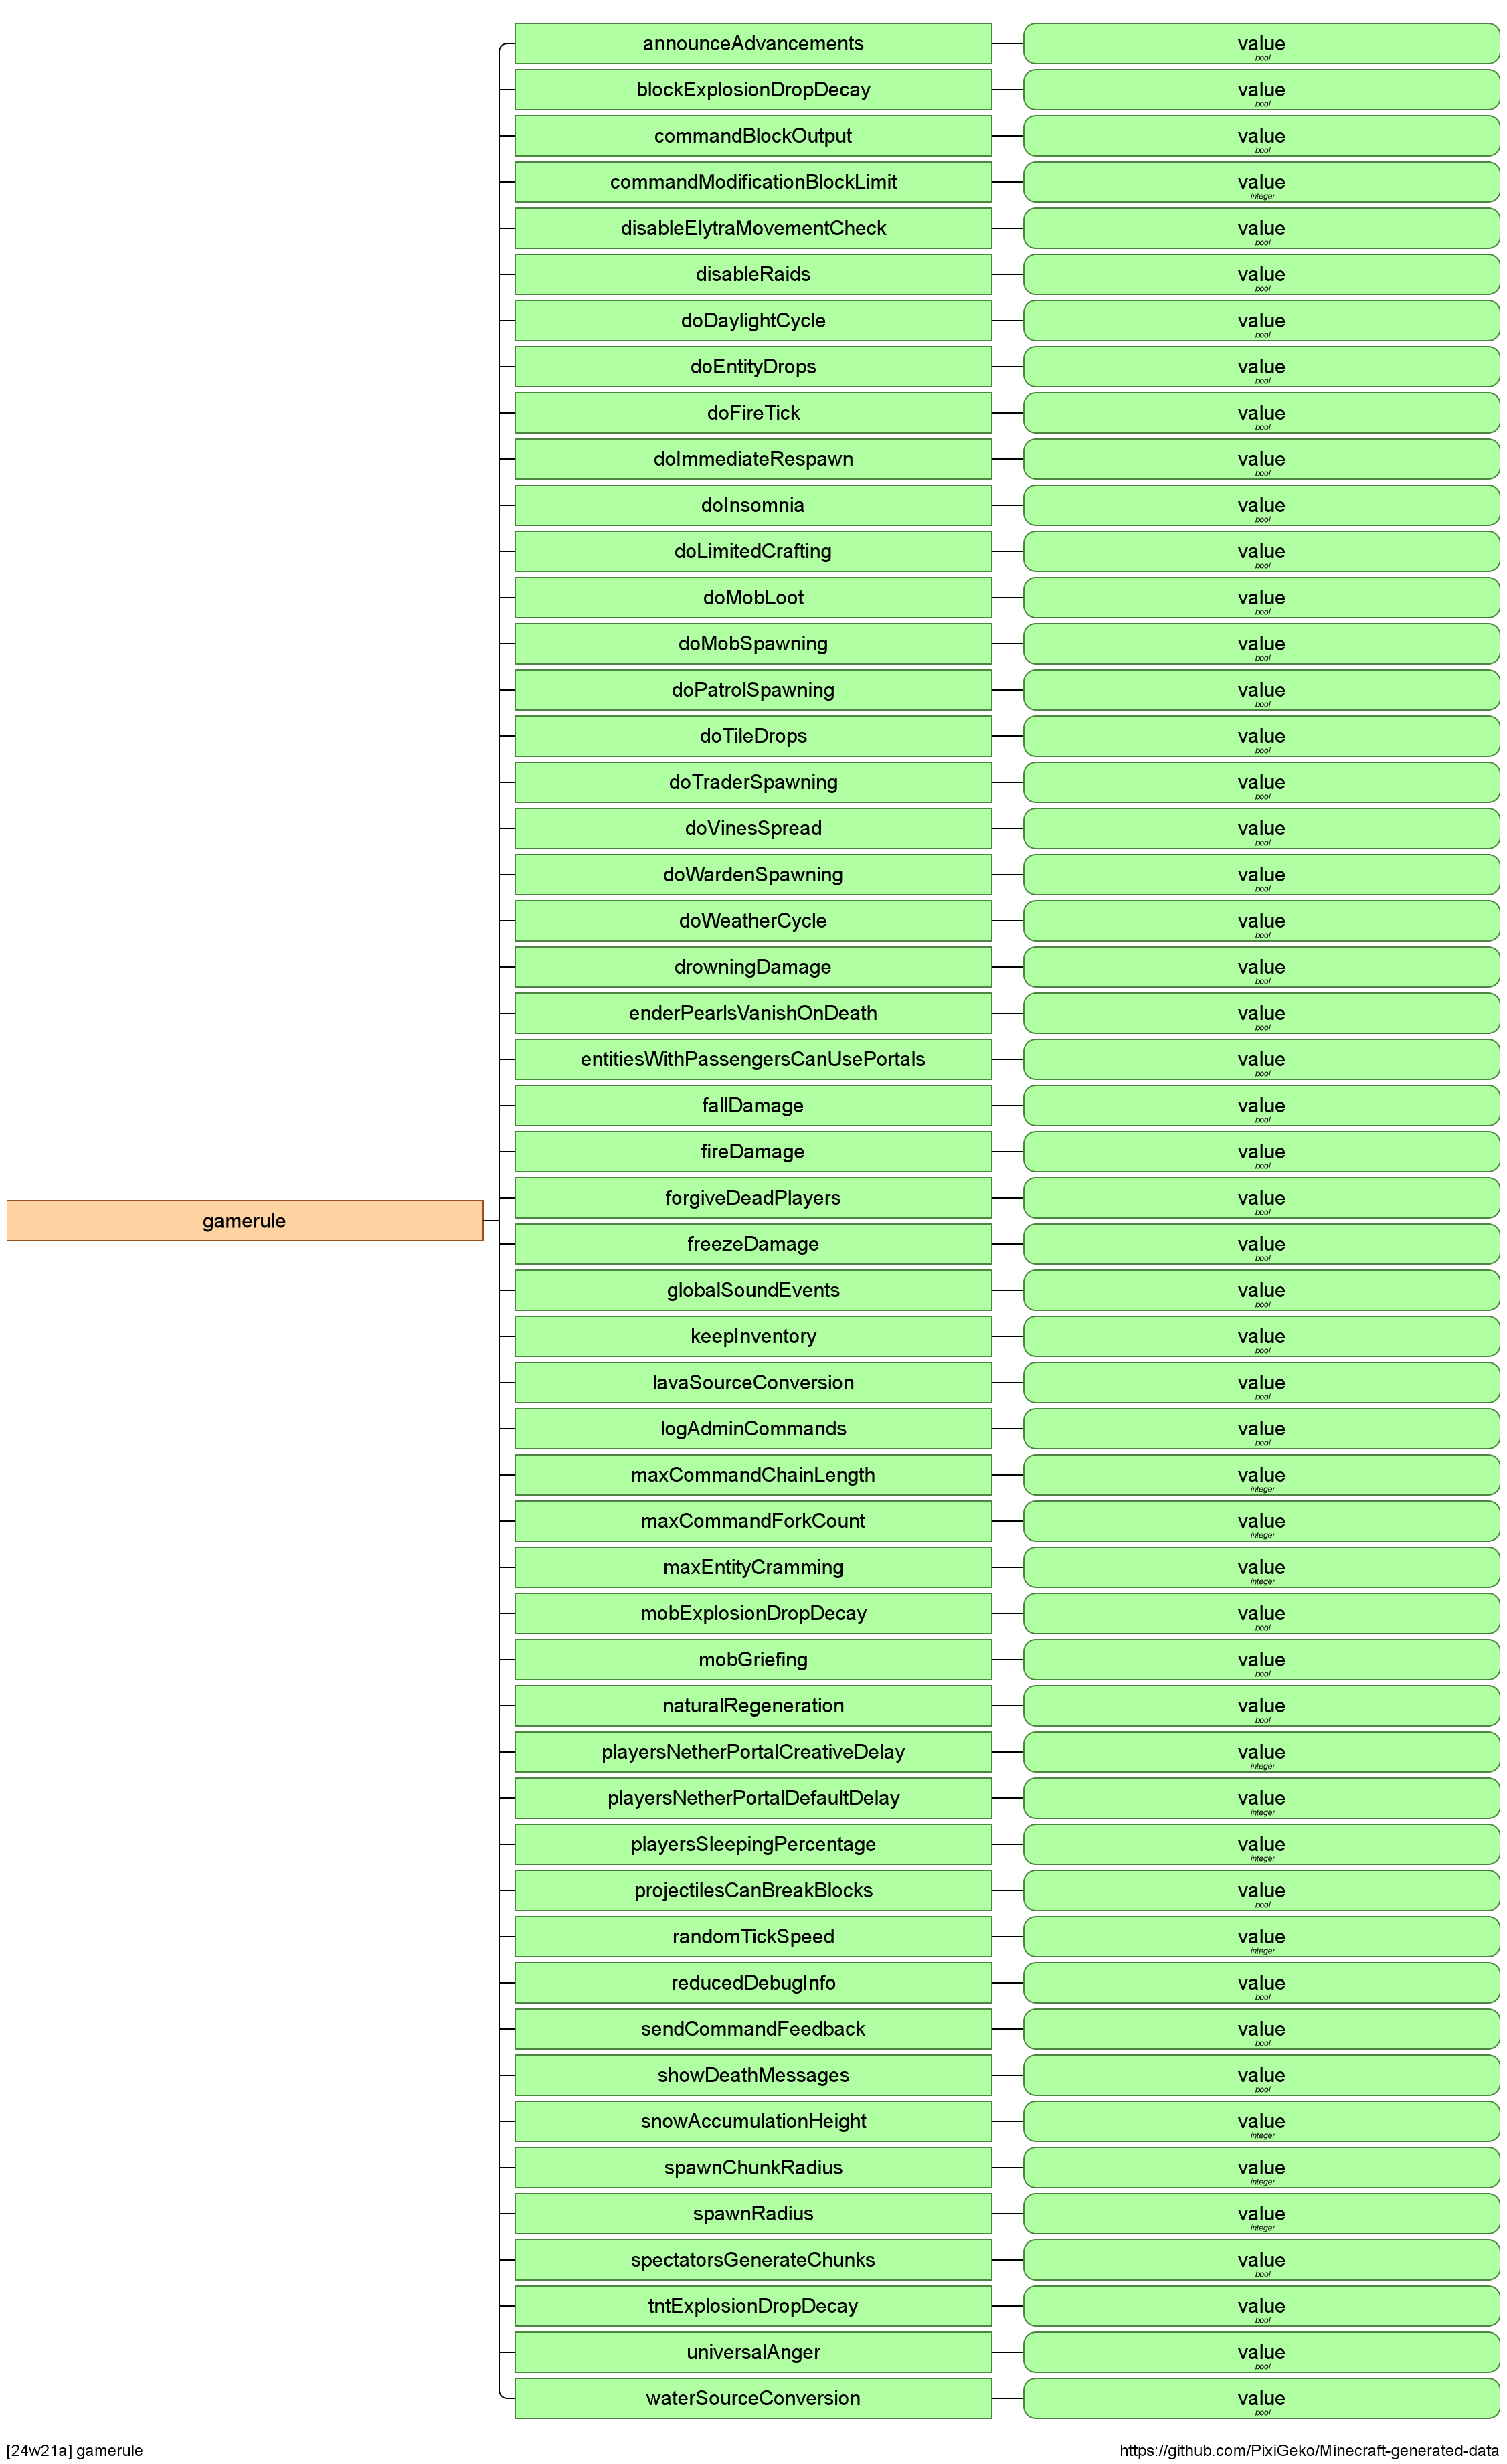 announceAdvancements value
bool
blockExplosionDropDecay value
bool
commandBlockOutput value
bool
commandModificationBlockLimit value
integer
disableElytraMovementCheck value
bool
disableRaids value
bool
doDaylightCycle value
bool
doEntityDrops value
bool
doFireTick value
bool
doImmediateRespawn value
bool
doInsomnia value
bool
doLimitedCrafting value
bool
doMobLoot value
bool
doMobSpawning value
bool
doPatrolSpawning value
bool
doTileDrops value
bool
doTraderSpawning value
bool
doVinesSpread value
bool
doWardenSpawning value
bool
doWeatherCycle value
bool
drowningDamage value
bool
enderPearlsVanishOnDeath value
bool
entitiesWithPassengersCanUsePortals value
bool
fallDamage value
bool
fireDamage value
bool
forgiveDeadPlayers value
bool
gamerule
freezeDamage value
bool
globalSoundEvents value
bool
keepInventory value
bool
lavaSourceConversion value
bool
logAdminCommands value
bool
maxCommandChainLength value
integer
maxCommandForkCount value
integer
maxEntityCramming value
integer
mobExplosionDropDecay value
bool
mobGriefing value
bool
naturalRegeneration value
bool
playersNetherPortalCreativeDelay value
integer
playersNetherPortalDefaultDelay value
integer
playersSleepingPercentage value
integer
projectilesCanBreakBlocks value
bool
randomTickSpeed value
integer
reducedDebugInfo value
bool
sendCommandFeedback value
bool
showDeathMessages value
bool
snowAccumulationHeight value
integer
spawnChunkRadius value
integer
spawnRadius value
integer
spectatorsGenerateChunks value
bool
tntExplosionDropDecay value
bool
universalAnger value
bool
waterSourceConversion value
bool
[24w21a] gamerule https://github.com/PixiGeko/Minecraft-generated-data